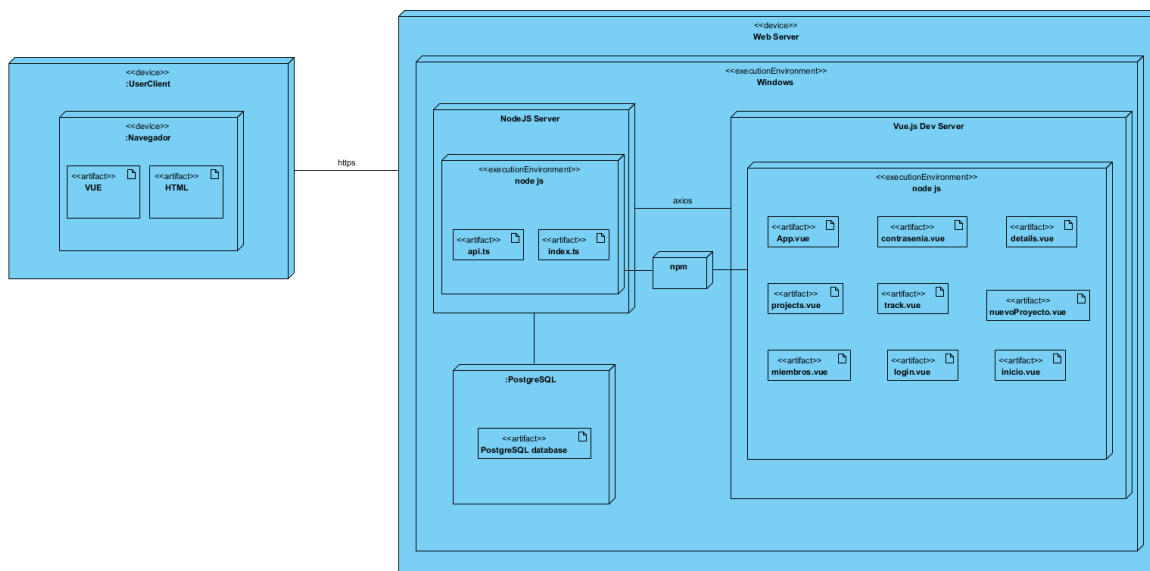 <<device>>
:UserClient
<<device>>
:Navegador
<<artifact>>
VUE
<<artifact>>
HTML
https
<<device>>
Web Server
<<executionEnvironment>>
Windows
NodeJS Server
<<executionEnvironment>>
node js
<<artifact>>
api.ts
<<artifact>>
index.ts
:PostgreSQL
<<artifact>>
PostgreSQL database
axios
npm
Vue.js Dev Server
<<executionEnvironment>>
node js
<<artifact>>
App.vue
<<artifact>>
contrasenia.vue
<<artifact>>
details.vue
<<artifact>>
projects.vue
<<artifact>>
track.vue
<<artifact>>
nuevoProyecto.vue
<<artifact>>
miembros.vue
<<artifact>>
login.vue
<<artifact>>
inicio.vue